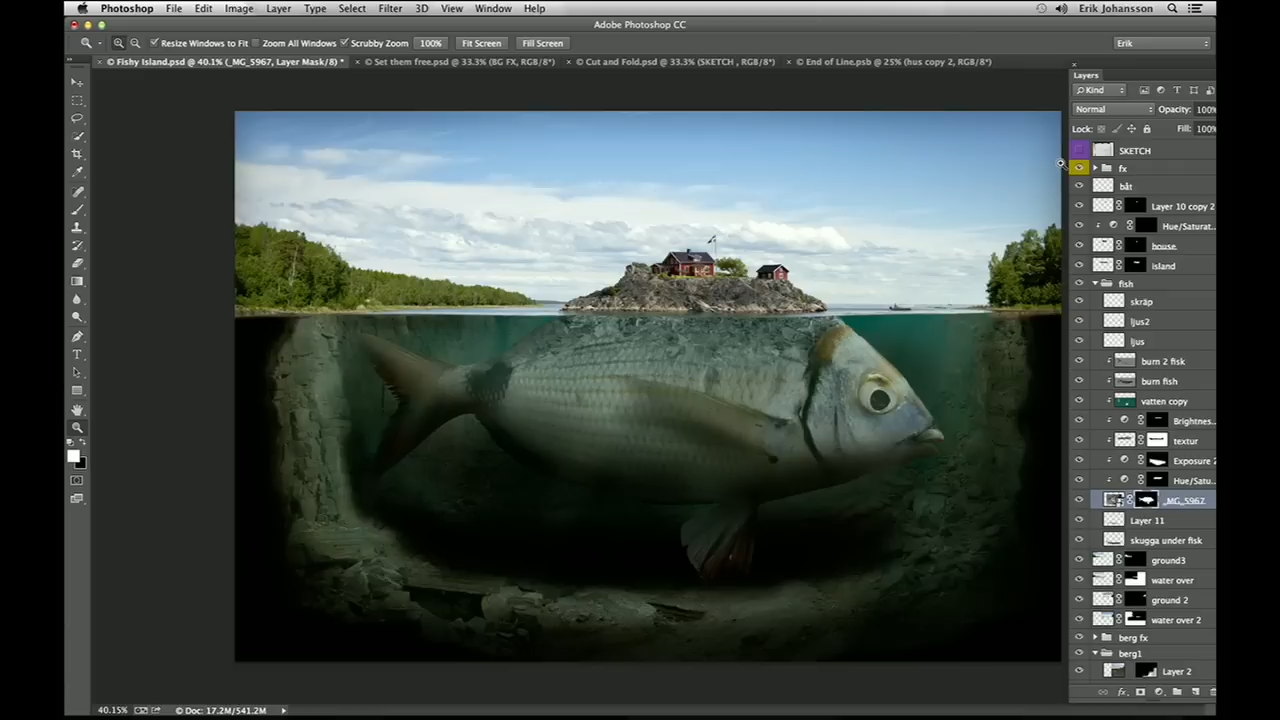 Photoshop File Edit Image Layer Type Select Filter 3D View Window Help Erik Johansson
Adobe Photoshop CC
Resize Windows to Fit Zoom All Windows Scrubby Zoom 100% Fit Screen Fill Screen Erik
× © Fishy Island.psd @ 40.1% (_MG_5967, Layer Mask/8) * × © Set them free.psd @ 33.3% (BG FX, RGB/8*) × © Cut and Fold.psd @ 33.3% (SKETCH , RGB/8*) × © End of Line.psb @ 25% (hus copy 2, RGB/8*)
Layers
Kind
Normal Opacity: 100%
Lock: Fill: 100%
SKETCH
fx
båt
Layer 10 copy 2
Hue/Saturat...
house
island
fish
skräp
ljus2
ljus
burn 2 fisk
burn fish
vatten copy
Brightnes...
textur
Exposure 2
Hue/Satu...
_MG_5967
Layer 11
skugga under fisk
ground3
water over
ground 2
water over 2
berg fx
berg1
Layer 2
fx
40.15% © Doc: 17.2M/541.2M